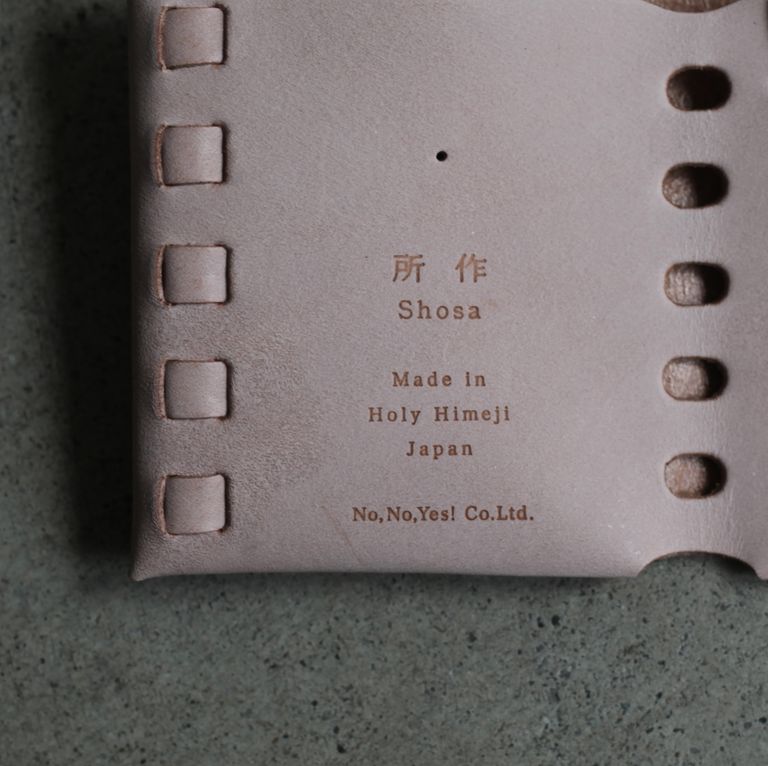 所作
Shosa
Made in
Holy Himeji
Japan
No,No,Yes! Co.Ltd.